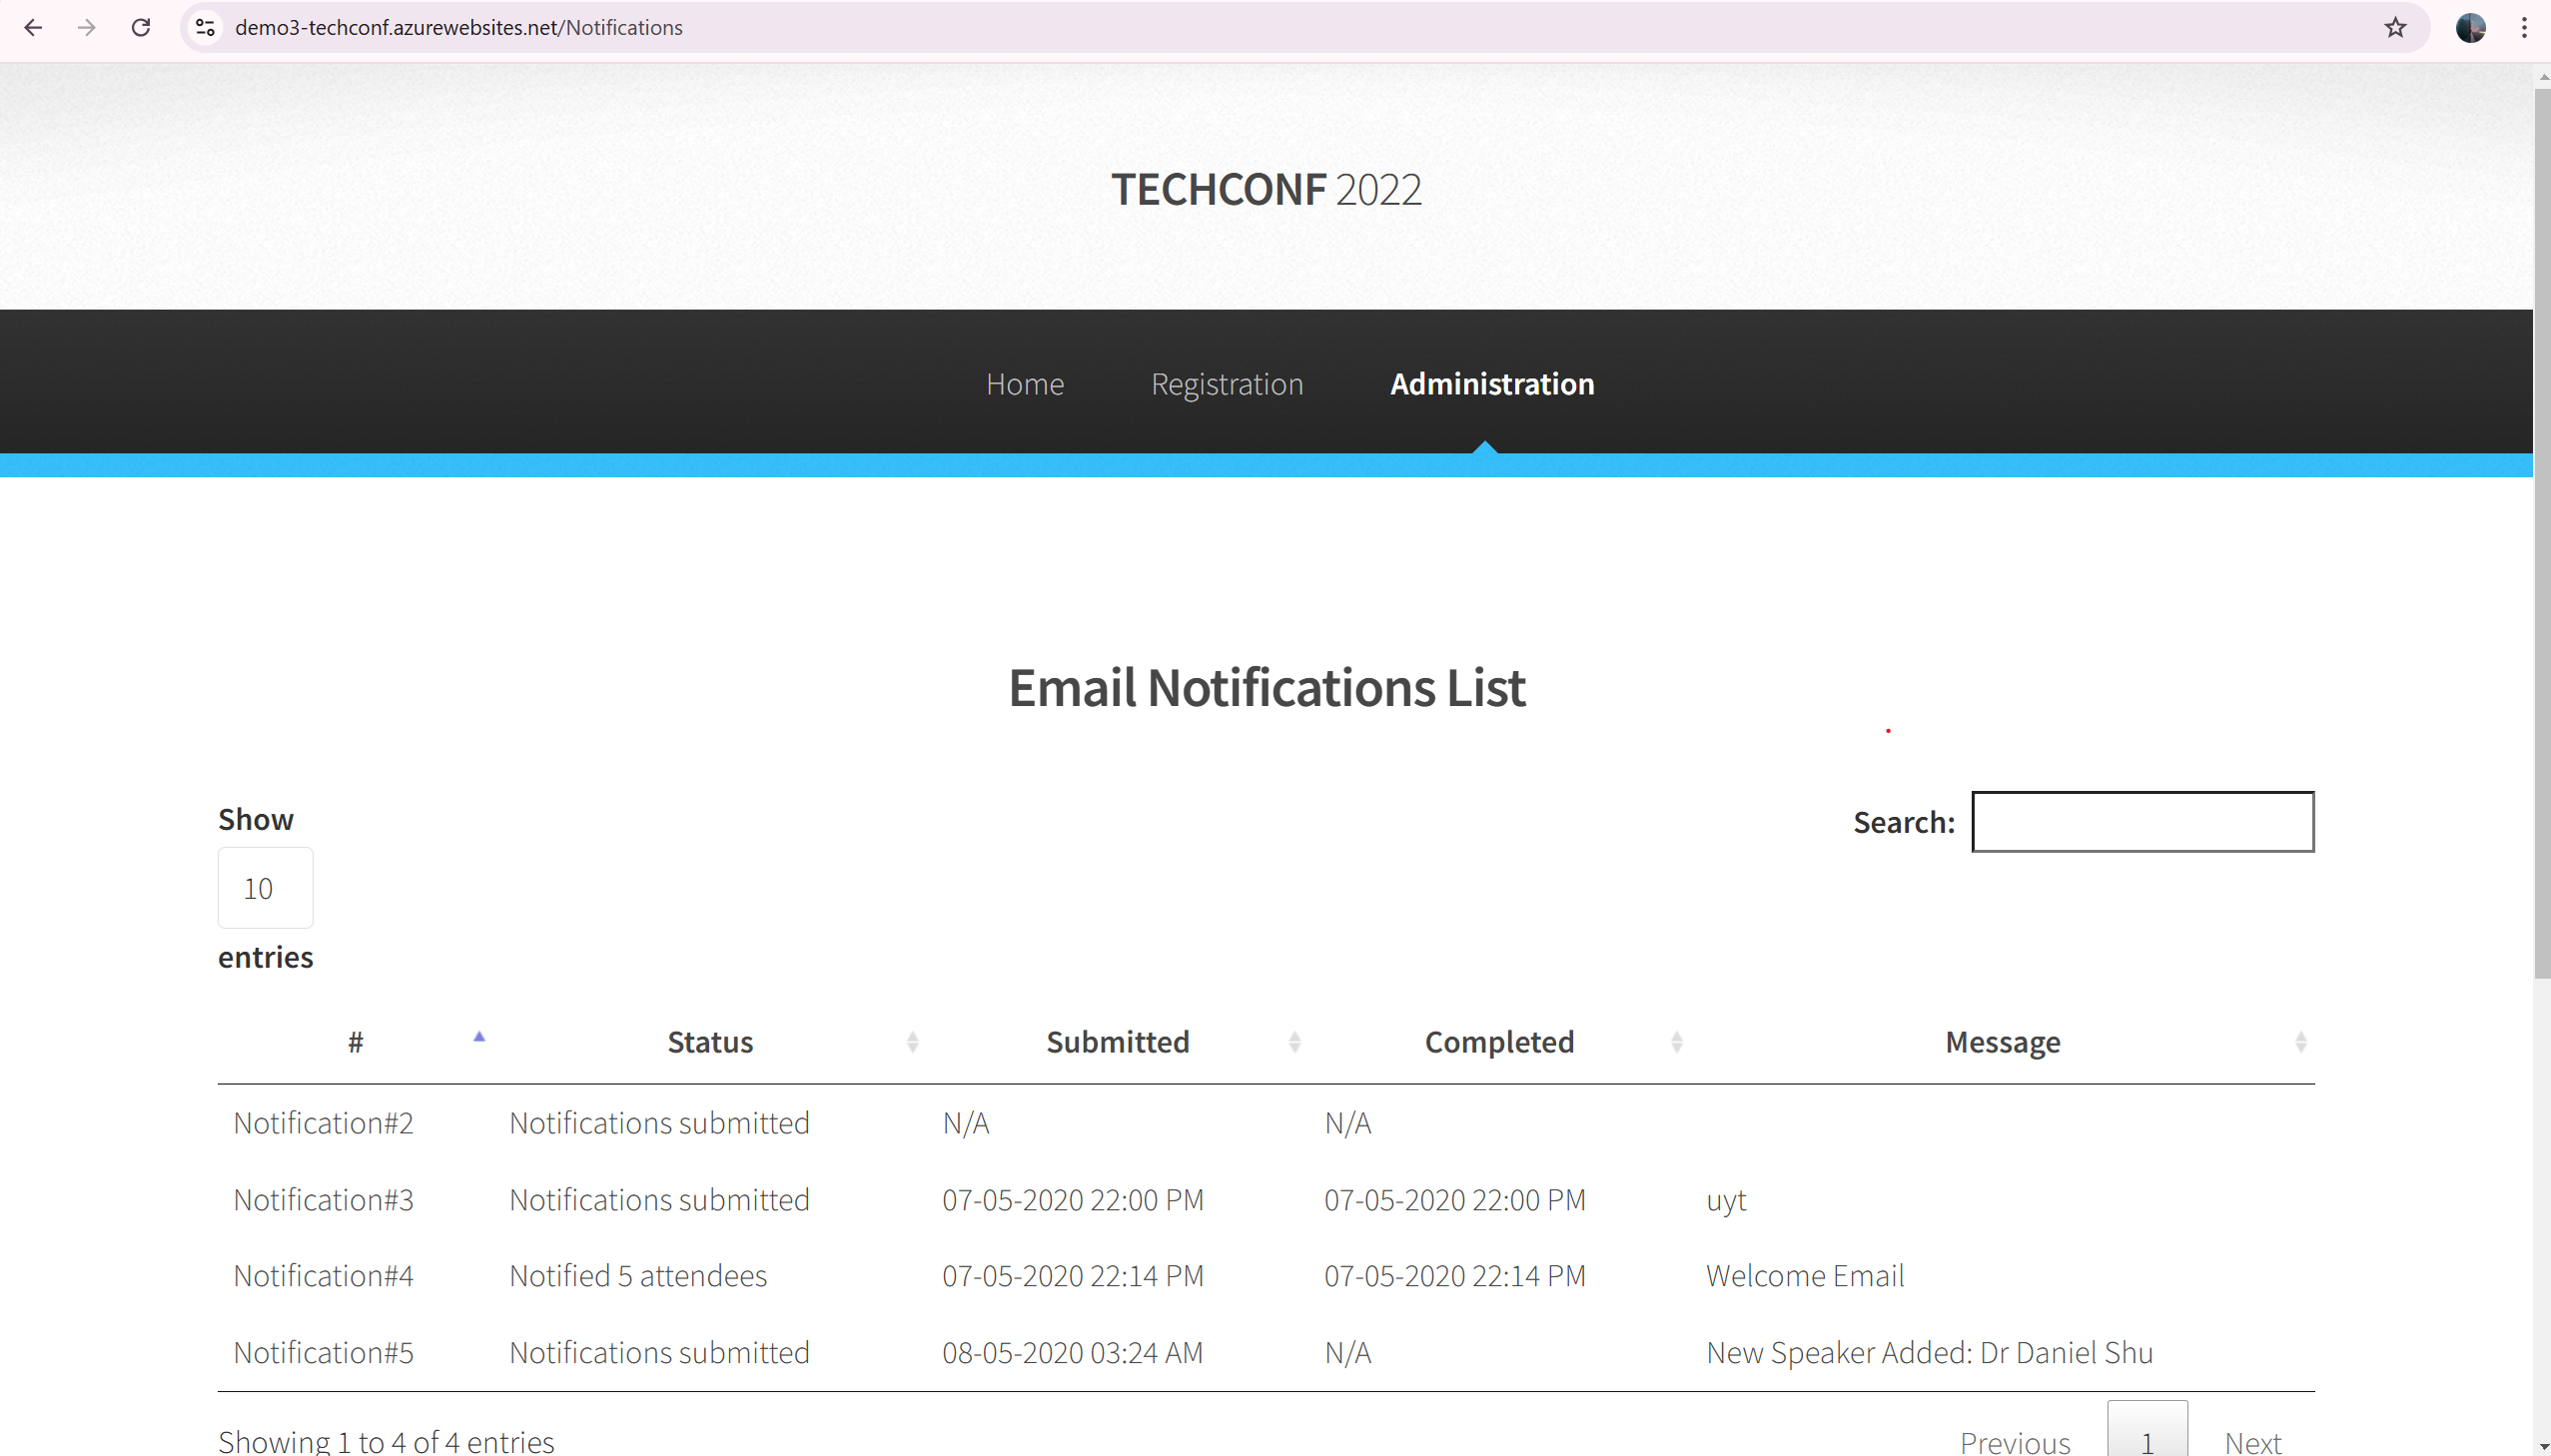 demo3-techconf.azurewebsites.net/Notifications
TECHCONF 2022
Home Registration Administration
Email Notifications List
Show
10
entries
Search:
# Status Submitted Completed Message
Notification#2 Notifications submitted N/A N/A
Notification#3 Notifications submitted 07-05-2020 22:00 PM 07-05-2020 22:00 PM uyt
Notification#4 Notified 5 attendees 07-05-2020 22:14 PM 07-05-2020 22:14 PM Welcome Email
Notification#5 Notifications submitted 08-05-2020 03:24 AM N/A New Speaker Added: Dr Daniel Shu
Showing 1 to 4 of 4 entries Previous 1 Next